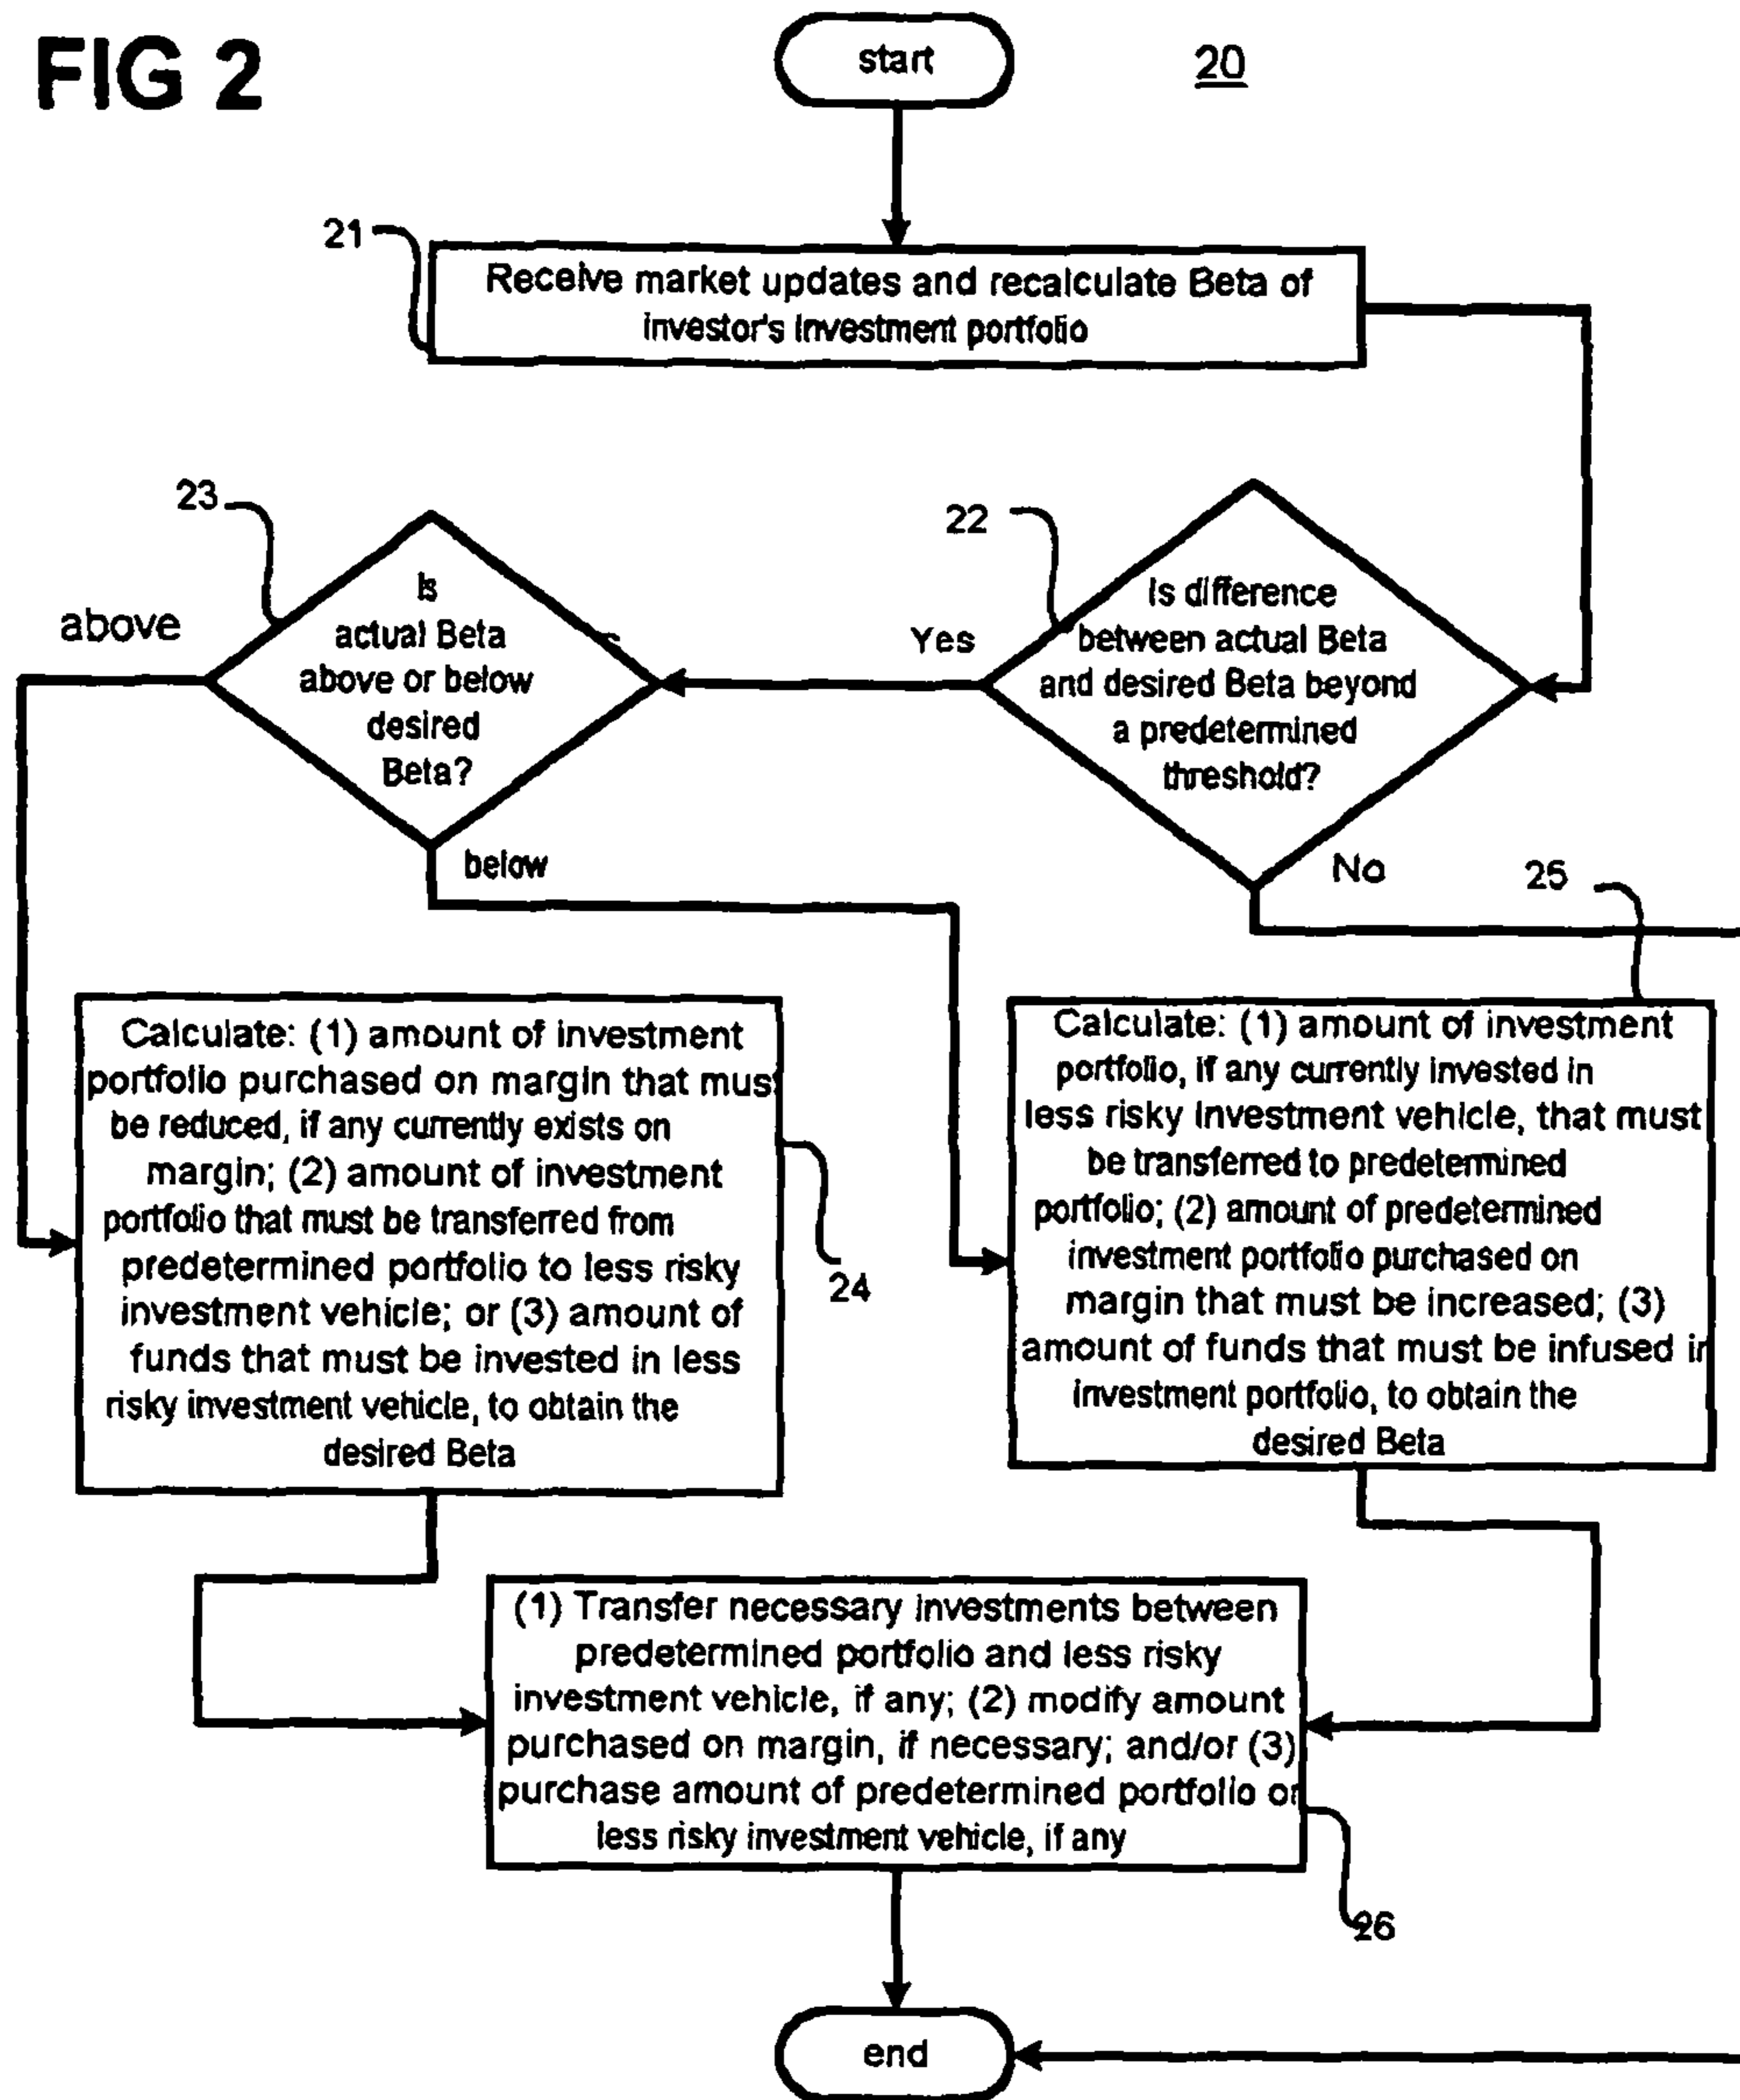 FIG 2
start
20
21
Receive market updates and recalculate Beta of
investor's investment portfolio
23
Is
actual Beta
above or below
desired
Beta?
above
below
22
Is difference
between actual Beta
and desired Beta beyond
a predetermined
threshold?
Yes
No
25
Calculate: (1) amount of investment
portfolio purchased on margin that must
be reduced, if any currently exists on
margin; (2) amount of investment
portfolio that must be transferred from
predetermined portfolio to less risky
investment vehicle; or (3) amount of
funds that must be invested in less
risky investment vehicle, to obtain the
desired Beta
24
Calculate: (1) amount of investment
portfolio, if any currently invested in
less risky investment vehicle, that must
be transferred to predetermined
portfolio; (2) amount of predetermined
investment portfolio purchased on
margin that must be increased; (3)
amount of funds that must be infused in
investment portfolio, to obtain the
desired Beta
(1) Transfer necessary investments between
predetermined portfolio and less risky
investment vehicle, if any; (2) modify amount
purchased on margin, if necessary; and/or (3)
purchase amount of predetermined portfolio or
less risky investment vehicle, if any
26
end